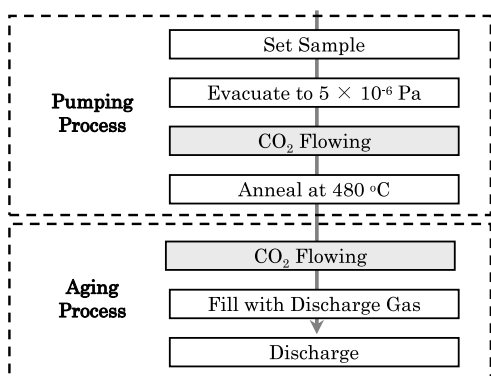 Set Sample
Pumping
Process
Evacuate to 5 × 10⁻⁶ Pa
CO₂ Flowing
Anneal at 480 ºC
CO₂ Flowing
Aging
Process
Fill with Discharge Gas
Discharge